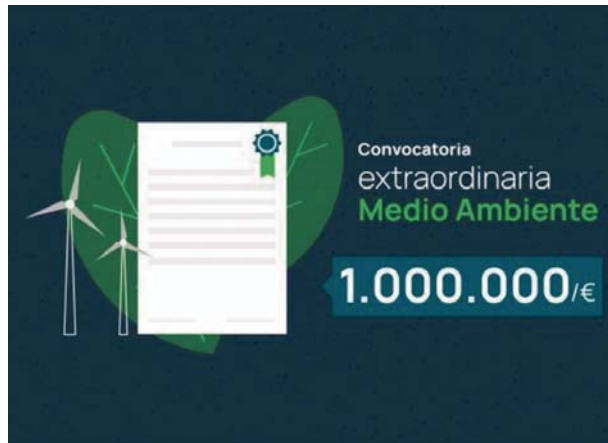 Convocatoria
extraordinaria
Medio Ambiente
1.000.000/€